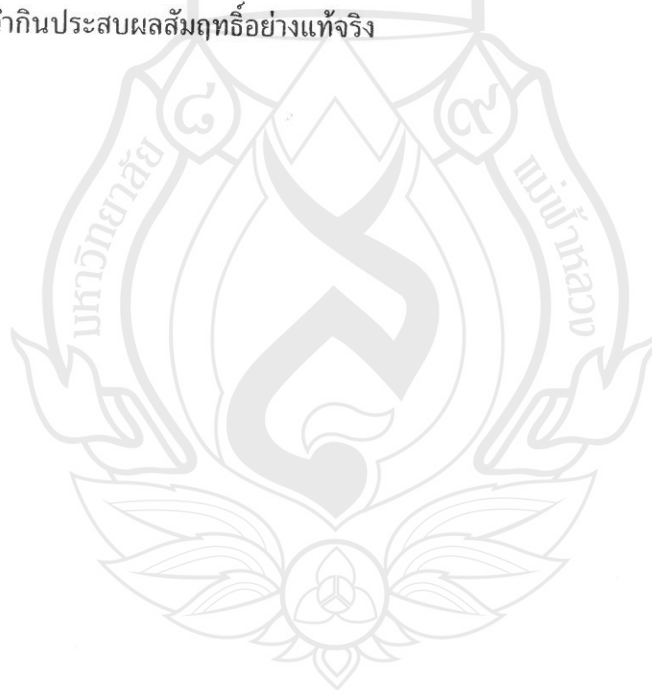 ทำกินประสบผลสัมฤทธิ์อย่างแท้จริง
๘ ๙
มหาวิทยาลัย
แม่ฟ้าหลวง